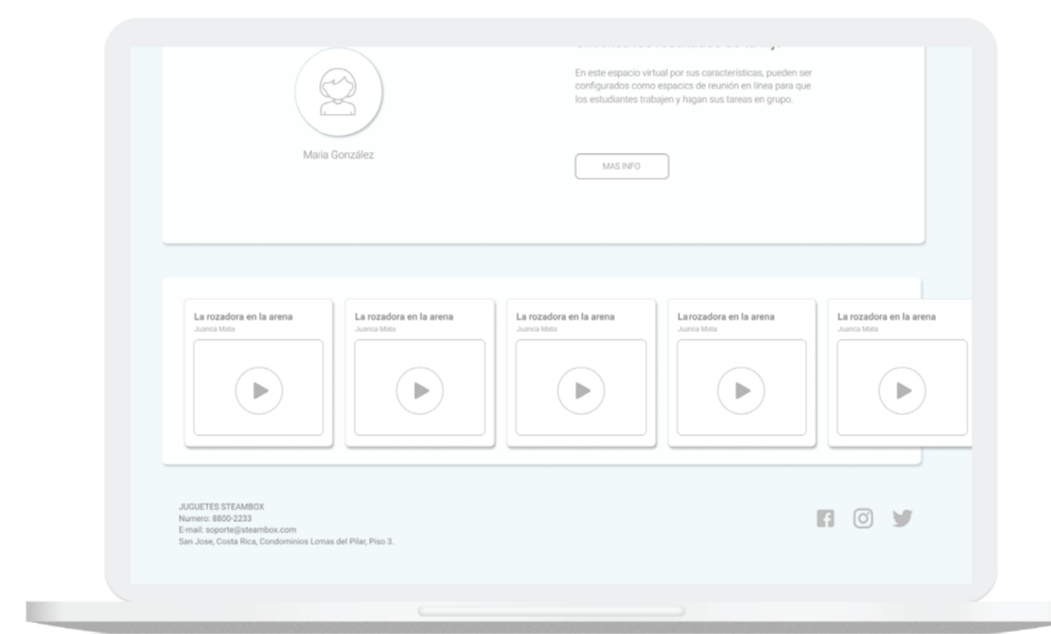 En este espacio virtual por sus características, pueden ser
configurados como espacics de reunión en línea para que
los estudiantes trabajen y hagan sus tareas en grupo.
Maria González
MAS INFO
La rozadora en la arena
Juanca Mata
La rozadora en la arena
Juanca Mata
La rozadora en la arena
Juanca Mata
La rozadora en la arena
Juanca Mata
La rozadora en la arena
Juanca Mata
JUGUETES STEAMBOX
Numero: 8800-2233
E-mail: soporte@steambox.com
San Jose, Costa Rica, Condominios Lomas del Pilar, Piso 3.